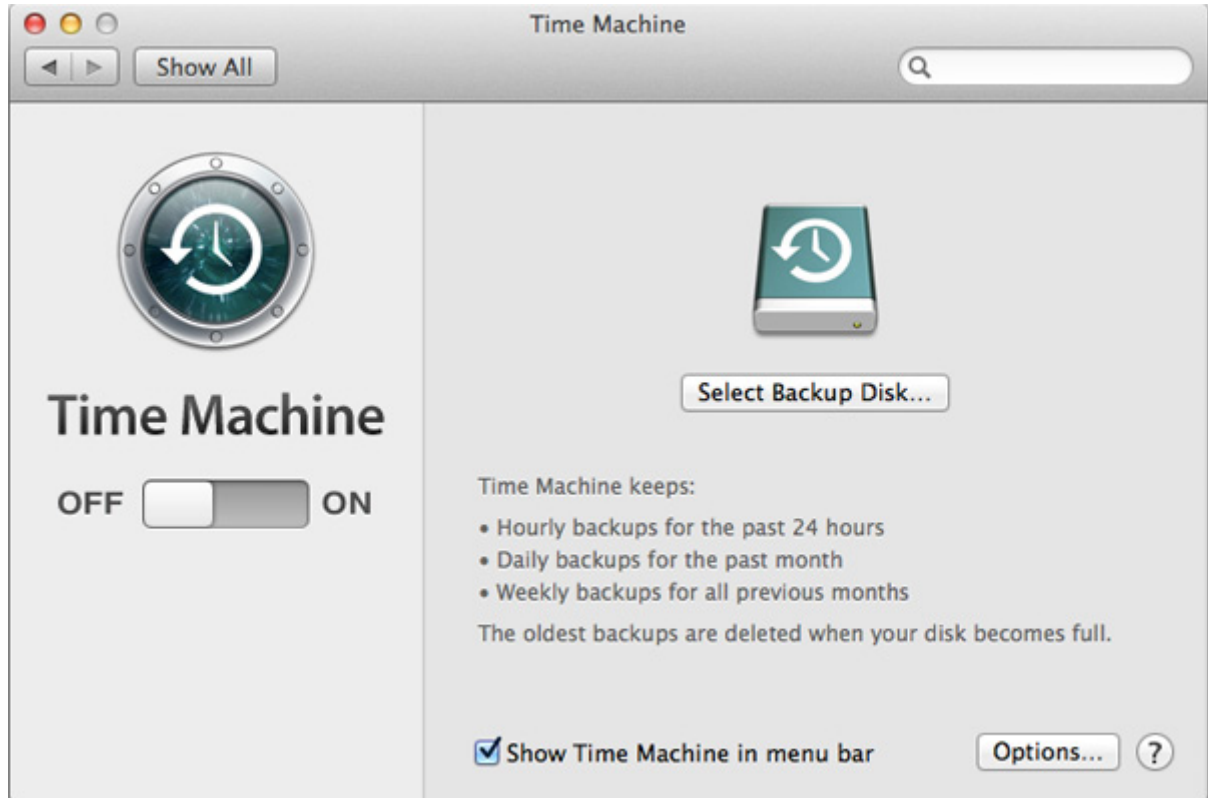 Time Machine
Show All
Time Machine
OFF ON
Select Backup Disk...
Time Machine keeps:
• Hourly backups for the past 24 hours
• Daily backups for the past month
• Weekly backups for all previous months
The oldest backups are deleted when your disk becomes full.
Show Time Machine in menu bar
Options... ?